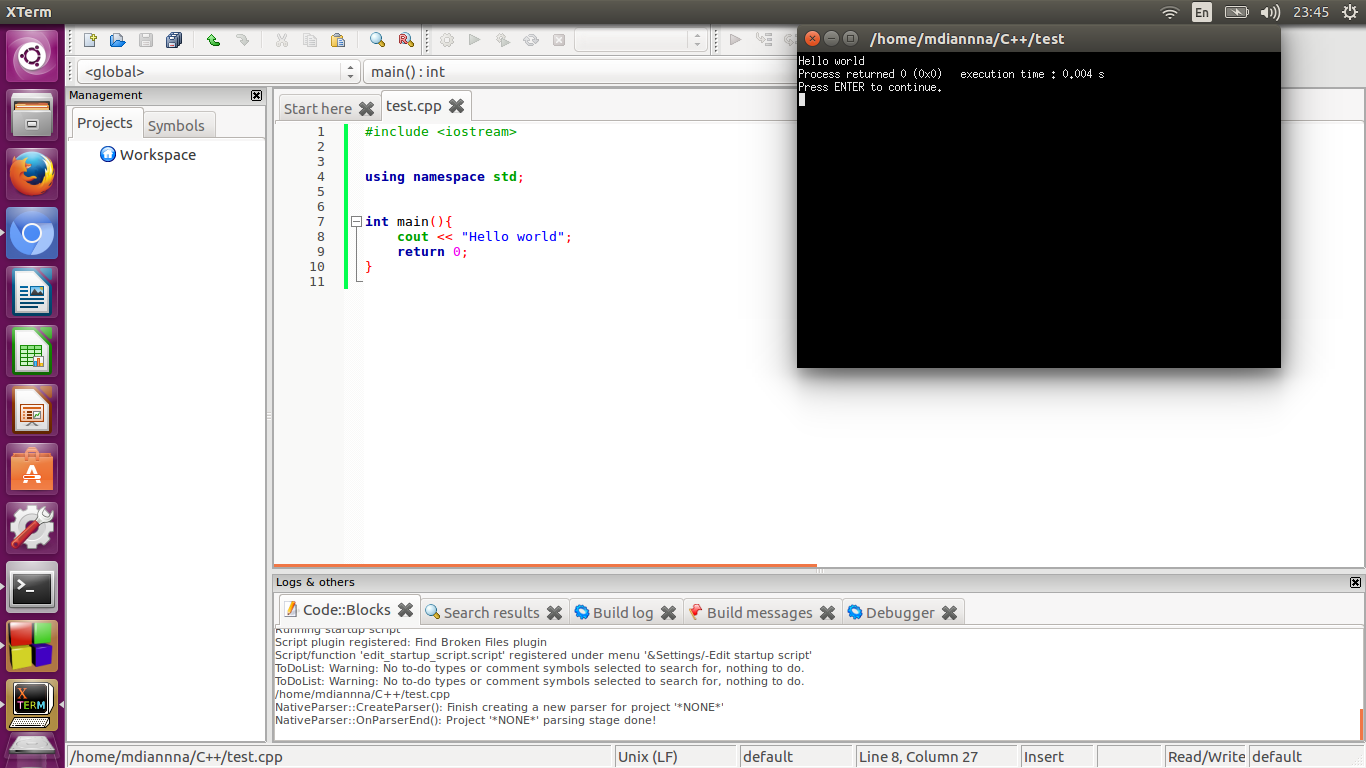 XTerm
En
23:45
/home/mdiannna/C++/test
Hello world
Process returned 0 (0x0)   execution time : 0.004 s
Press ENTER to continue.
<global>
main() : int
Management
Projects
Symbols
Workspace
Start here
test.cpp
1 #include <iostream>
2
3
4 using namespace std;
5
6
7 int main(){
8     cout << "Hello world";
9     return 0;
10 }
11
Logs & others
Code::Blocks
Search results
Build log
Build messages
Debugger
Running startup script
Script plugin registered: Find Broken Files plugin
Script/function 'edit_startup_script.script' registered under menu '&Settings/-Edit startup script'
ToDoList: Warning: No to-do types or comment symbols selected to search for, nothing to do.
ToDoList: Warning: No to-do types or comment symbols selected to search for, nothing to do.
/home/mdiannna/C++/test.cpp
NativeParser::CreateParser(): Finish creating a new parser for project '*NONE*'
NativeParser::OnParserEnd(): Project '*NONE*' parsing stage done!
X
TERM
/home/mdiannna/C++/test.cpp
Unix (LF)
default
Line 8, Column 27
Insert
Read/Write
default